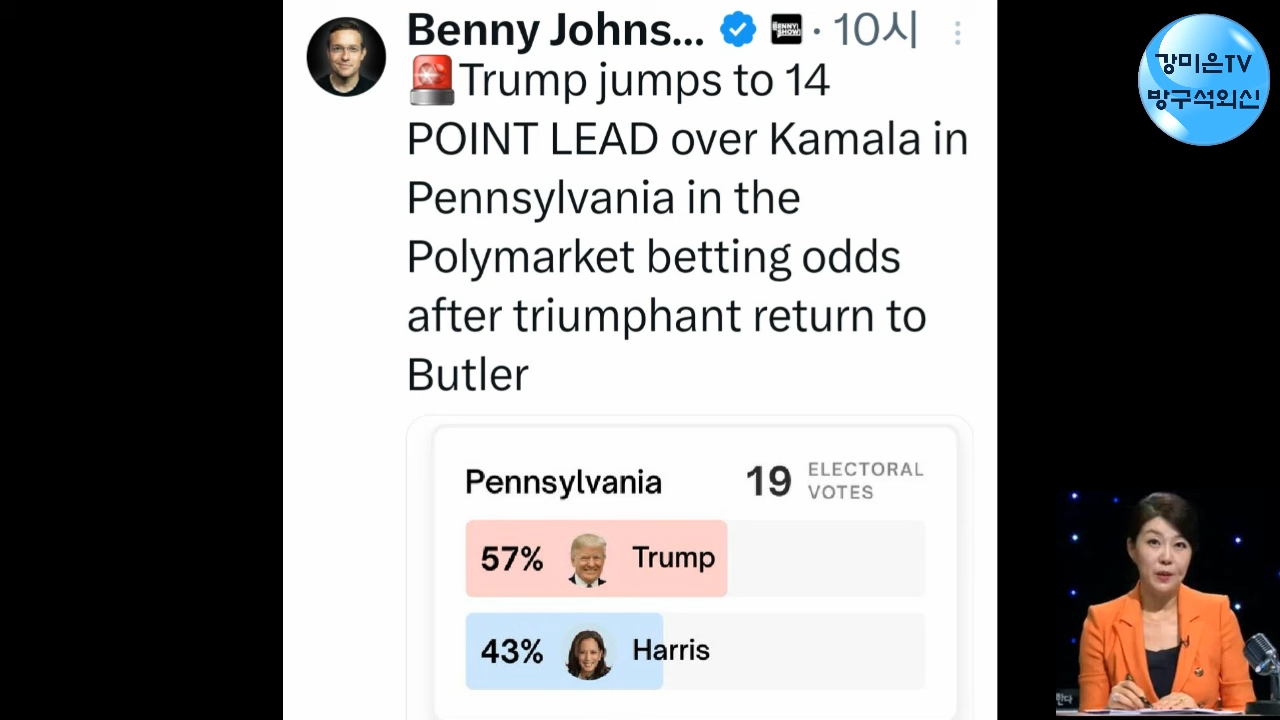 Benny Johns... · 10시
🚨Trump jumps to 14
POINT LEAD over Kamala in
Pennsylvania in the
Polymarket betting odds
after triumphant return to
Butler
Pennsylvania 19 ELECTORAL
VOTES
57% Trump
43% Harris
강미은TV
방구석외신